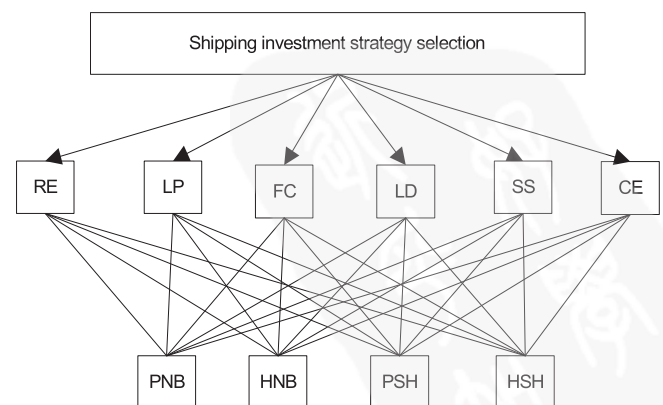 Shipping investment strategy selection
RE LP FC LD SS CE
PNB HNB PSH HSH